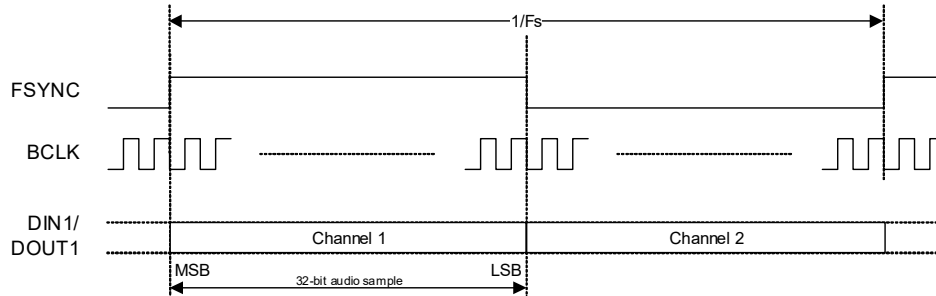 1/Fs
FSYNC
BCLK
DIN1/
DOUT1
Channel 1
Channel 2
MSB
LSB
32-bit audio sample